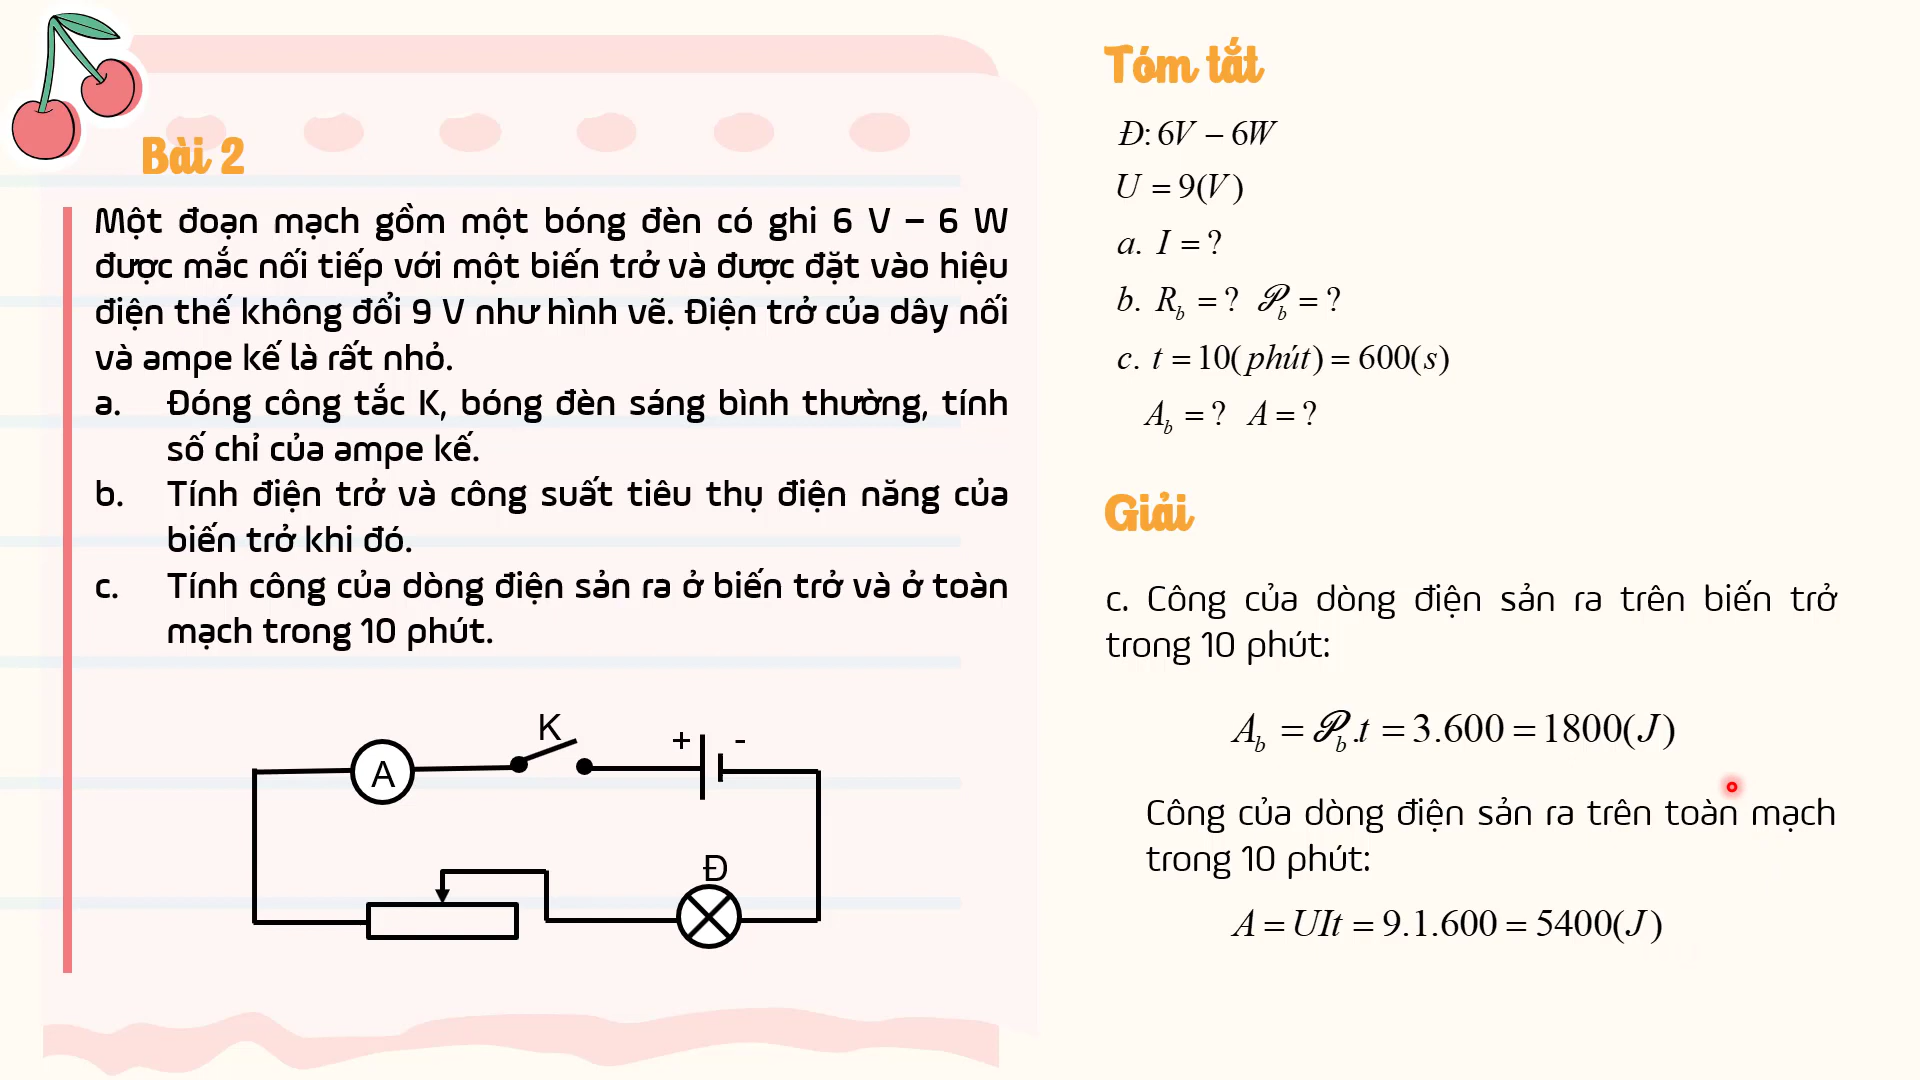 Bài 2
Một đoạn mạch gồm một bóng đèn có ghi 6 V – 6 W
được mắc nối tiếp với một biến trở và được đặt vào hiệu
điện thế không đổi 9 V như hình vẽ. Điện trở của dây nối
và ampe kế là rất nhỏ.
a. Đóng công tắc K, bóng đèn sáng bình thường, tính
số chỉ của ampe kế.
b. Tính điện trở và công suất tiêu thụ điện năng của
biến trở khi đó.
c. Tính công của dòng điện sản ra ở biến trở và ở toàn
mạch trong 10 phút.
K
+ -
A
Đ
Tóm tắt
Đ: 6V – 6W
U = 9(V)
a. I = ?
b. R_b = ? 𝒫_b = ?
c. t = 10(phút) = 600(s)
A_b = ? A = ?
Giải
c. Công của dòng điện sản ra trên biến trở
trong 10 phút:
A_b = 𝒫_b.t = 3.600 = 1800(J)
Công của dòng điện sản ra trên toàn mạch
trong 10 phút:
A = UIt = 9.1.600 = 5400(J)